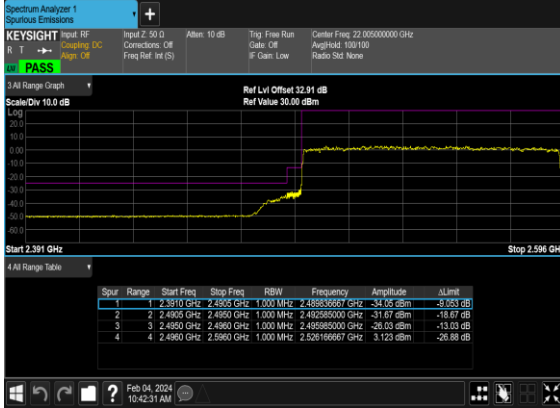 Spectrum Analyzer 1
Spurious Emissions
+
KEYSIGHT Input: RF Input Z: 50 Ω Atten: 10 dB Trig: Free Run Center Freq: 22.005000000 GHz
R T Coupling: DC Corrections: Off Gate: Off Avg|Hold: 100/100
Align: Off Freq Ref: Int (S) IF Gain: Low Radio Std: None
PASS
3 All Range Graph
Ref Lvl Offset 32.91 dB
Scale/Div 10.0 dB Ref Value 30.00 dBm
Log
20.0
10.0
0.00
-10.0
-20.0
-30.0
-40.0
-50.0
-60.0
Start 2.391 GHz Stop 2.596 GH
4 All Range Table
Spur Range Start Freq Stop Freq RBW Frequency Amplitude ΔLimit
1 1 2.3910 GHz 2.4905 GHz 1.000 MHz 2.489836667 GHz -34.05 dBm -9.053 dB
2 2 2.4905 GHz 2.4950 GHz 1.000 MHz 2.492585000 GHz -31.67 dBm -18.67 dB
3 3 2.4950 GHz 2.4960 GHz 1.000 MHz 2.495985000 GHz -26.03 dBm -13.03 dB
4 4 2.4960 GHz 2.5960 GHz 1.000 MHz 2.526166667 GHz 3.123 dBm -26.88 dB
? Feb 04, 2024
10:42:31 AM